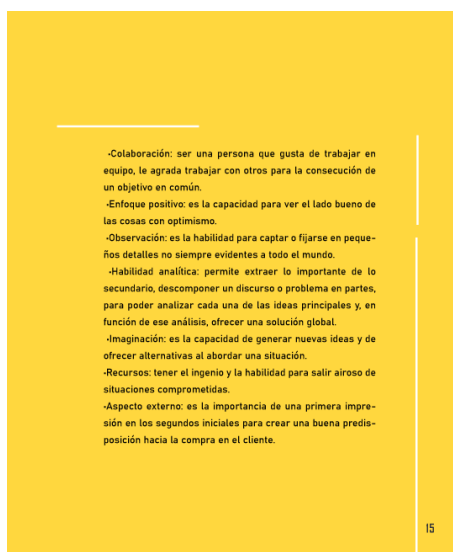 •Colaboración: ser una persona que gusta de trabajar en
equipo, le agrada trabajar con otros para la consecución de
un objetivo en común.
•Enfoque positivo: es la capacidad para ver el lado bueno de
las cosas con optimismo.
•Observación: es la habilidad para captar o fijarse en peque-
ños detalles no siempre evidentes a todo el mundo.
•Habilidad analítica: permite extraer lo importante de lo
secundario, descomponer un discurso o problema en partes,
para poder analizar cada una de las ideas principales y, en
función de ese análisis, ofrecer una solución global.
•Imaginación: es la capacidad de generar nuevas ideas y de
ofrecer alternativas al abordar una situación.
•Recursos: tener el ingenio y la habilidad para salir airoso de
situaciones comprometidas.
•Aspecto externo: es la importancia de una primera impre-
sión en los segundos iniciales para crear una buena predis-
posición hacia la compra en el cliente.
15